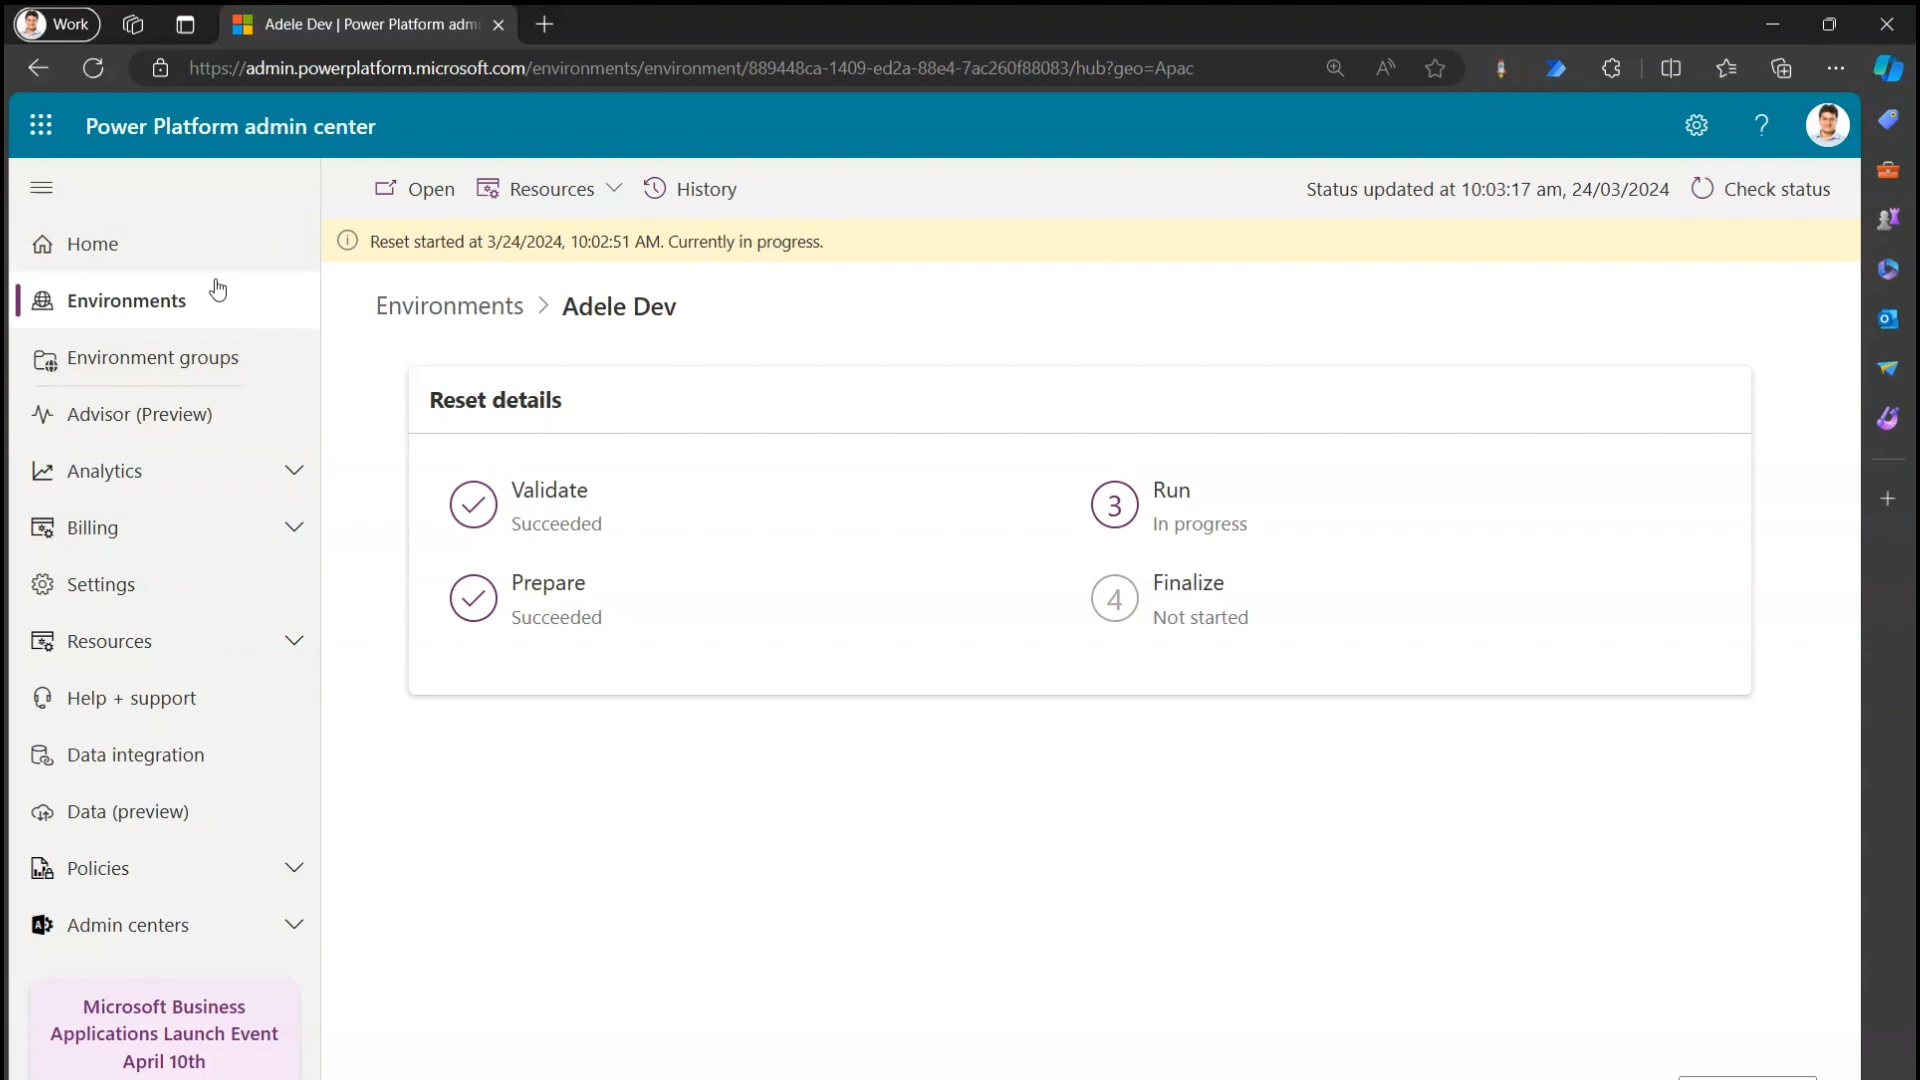 Work
Adele Dev | Power Platform adm
https://admin.powerplatform.microsoft.com/environments/environment/889448ca-1409-ed2a-88e4-7ac260f88083/hub?geo=Apac
Power Platform admin center
Open
Resources
History
Status updated at 10:03:17 am, 24/03/2024
Check status
Reset started at 3/24/2024, 10:02:51 AM. Currently in progress.
Home
Environments
Environment groups
Advisor (Preview)
Analytics
Billing
Settings
Resources
Help + support
Data integration
Data (preview)
Policies
Admin centers
Microsoft Business
Applications Launch Event
April 10th
Environments > Adele Dev
Reset details
Validate
Succeeded
Prepare
Succeeded
3 Run
In progress
4 Finalize
Not started